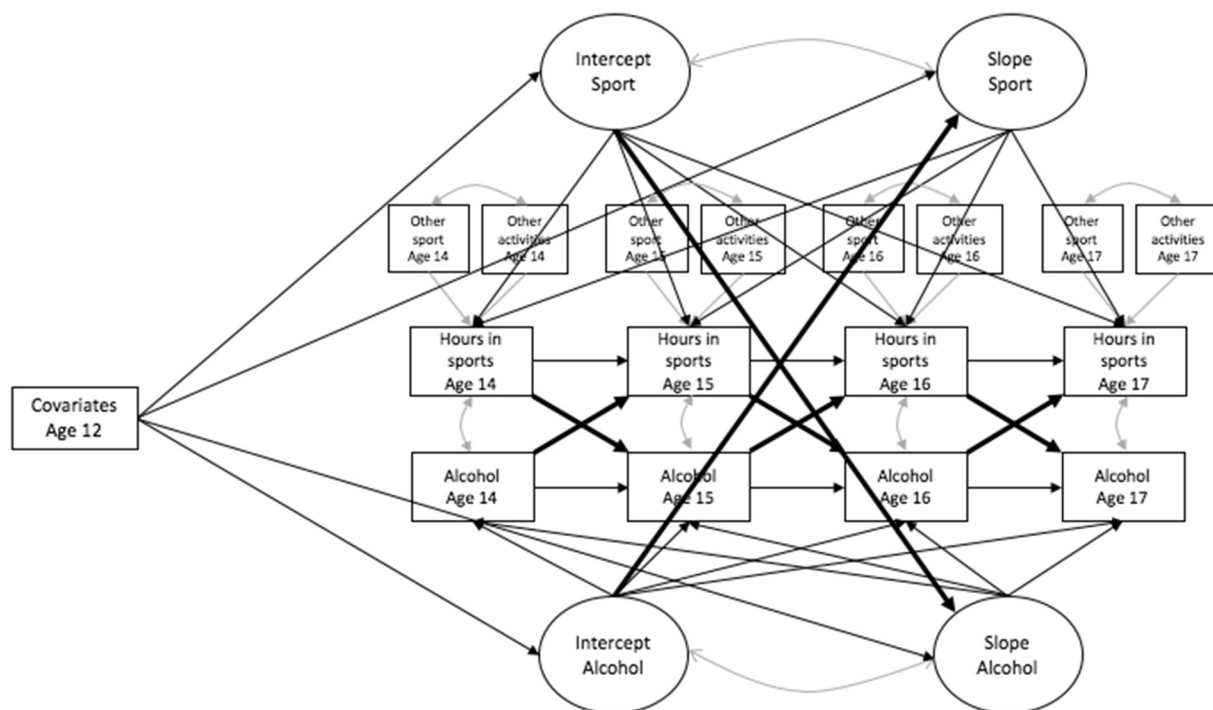 Intercept
Sport
Slope
Sport
Other
sport
Age 14
Other
activities
Age 14
Other
sport
Age 15
Other
activities
Age 15
Other
sport
Age 16
Other
activities
Age 16
Other
sport
Age 17
Other
activities
Age 17
Hours in
sports
Age 14
Hours in
sports
Age 15
Hours in
sports
Age 16
Hours in
sports
Age 17
Covariates
Age 12
Alcohol
Age 14
Alcohol
Age 15
Alcohol
Age 16
Alcohol
Age 17
Intercept
Alcohol
Slope
Alcohol